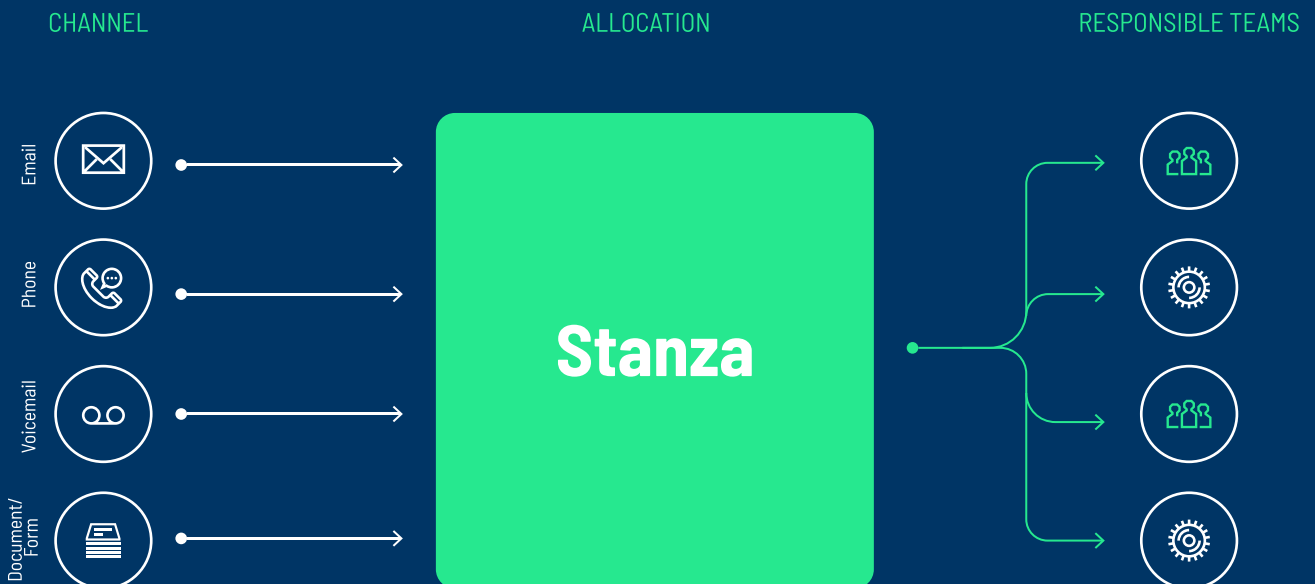 CHANNEL
ALLOCATION
RESPONSIBLE TEAMS
Email
Phone
Voicemail
Document/
Form
Stanza